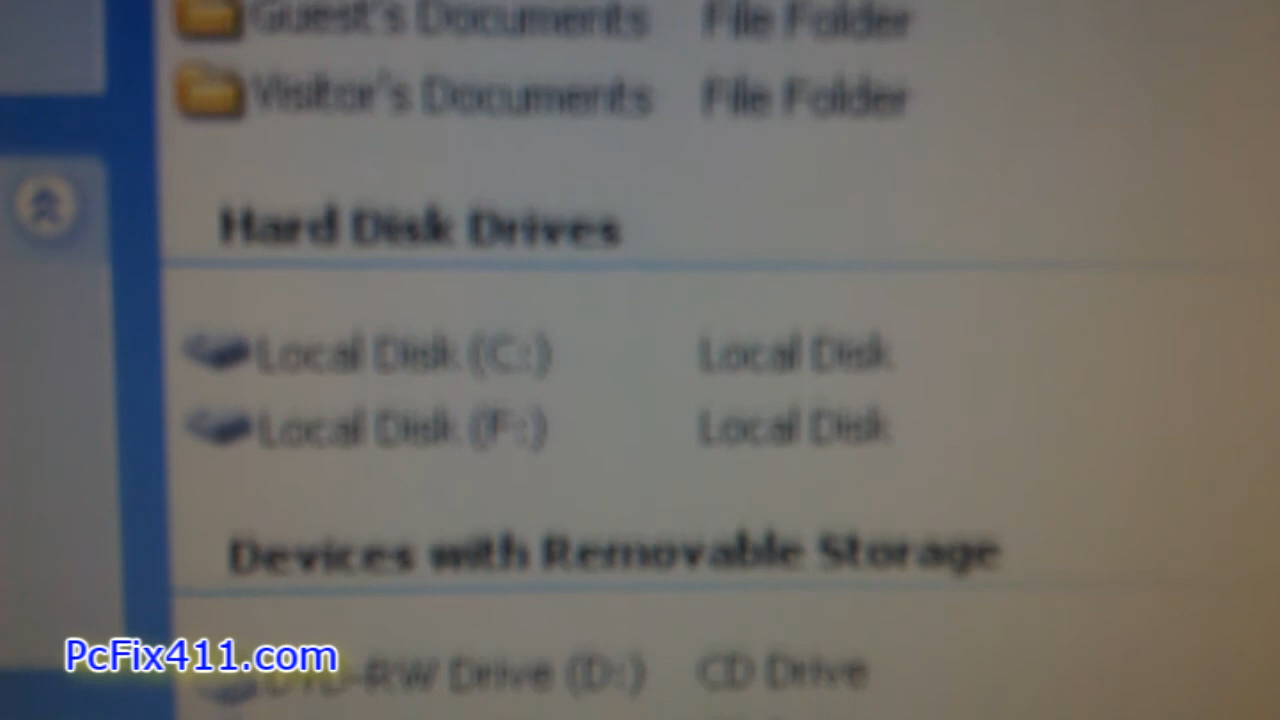 Guest's Documents File Folder
Visitor's Documents File Folder
Hard Disk Drives
Local Disk (C:) Local Disk
Local Disk (F:) Local Disk
Devices with Removable Storage
DVD-RW Drive (D:) CD Drive
PcFix411.com